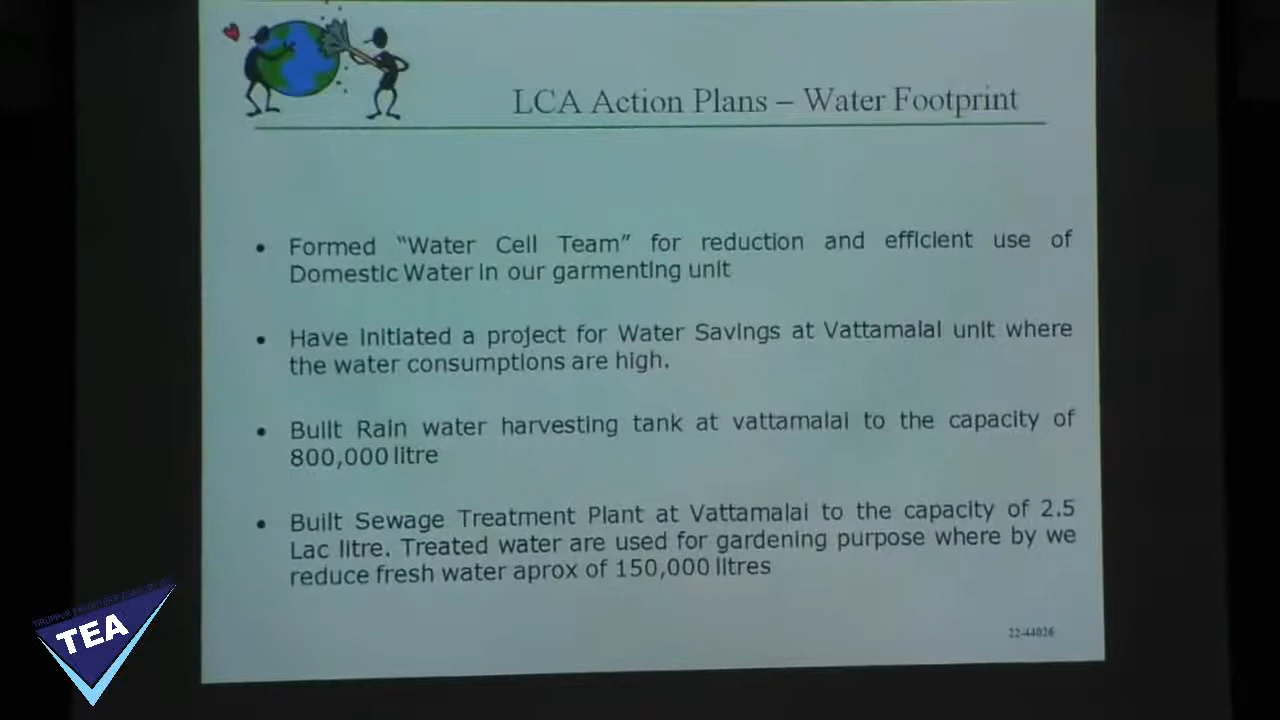 LCA Action Plans – Water Footprint
• Formed “Water Cell Team” for reduction and efficient use of
Domestic Water in our garmenting unit
• Have initiated a project for Water Savings at Vattamalai unit where
the water consumptions are high.
• Built Rain water harvesting tank at vattamalai to the capacity of
800,000 litre
• Built Sewage Treatment Plant at Vattamalai to the capacity of 2.5
Lac litre. Treated water are used for gardening purpose where by we
reduce fresh water aprox of 150,000 litres
TEA